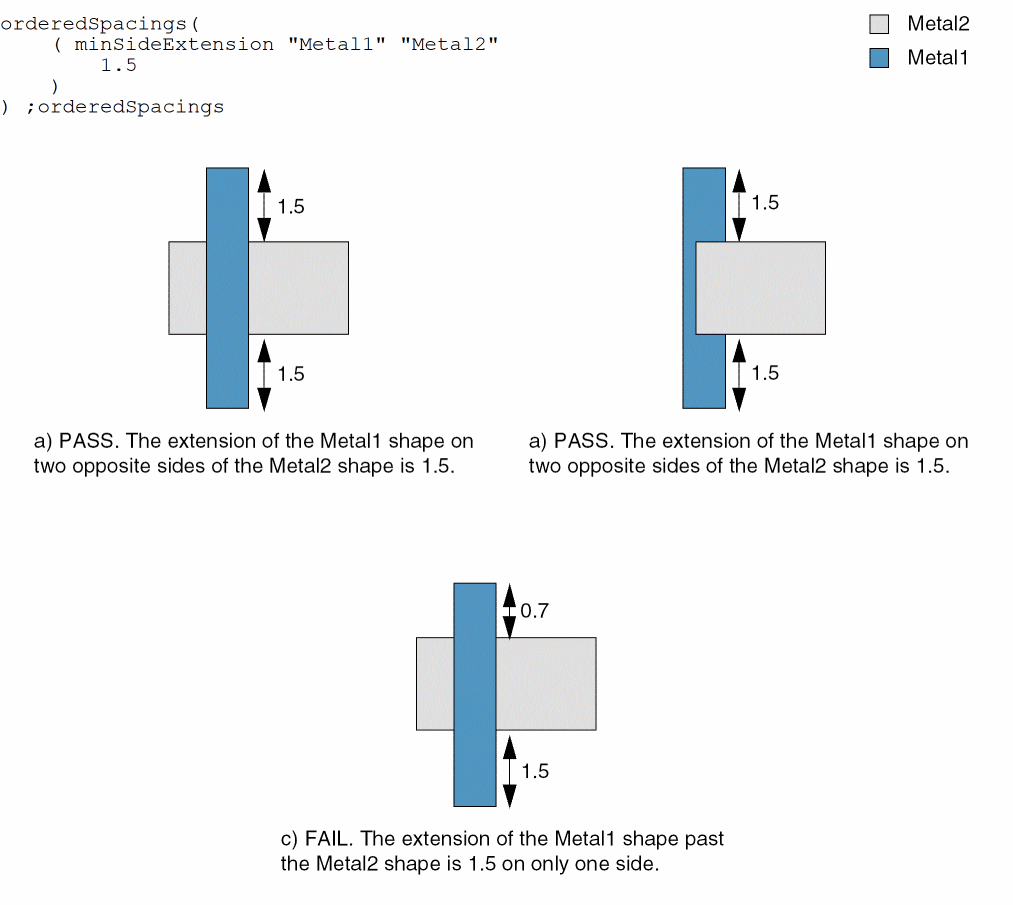 orderedSpacings(
( minSideExtension "Metal1" "Metal2"
1.5
)
) ;orderedSpacings
Metal2
Metal1
1.5
1.5
a) PASS. The extension of the Metal1 shape on
two opposite sides of the Metal2 shape is 1.5.
1.5
1.5
a) PASS. The extension of the Metal1 shape on
two opposite sides of the Metal2 shape is 1.5.
0.7
1.5
c) FAIL. The extension of the Metal1 shape past
the Metal2 shape is 1.5 on only one side.